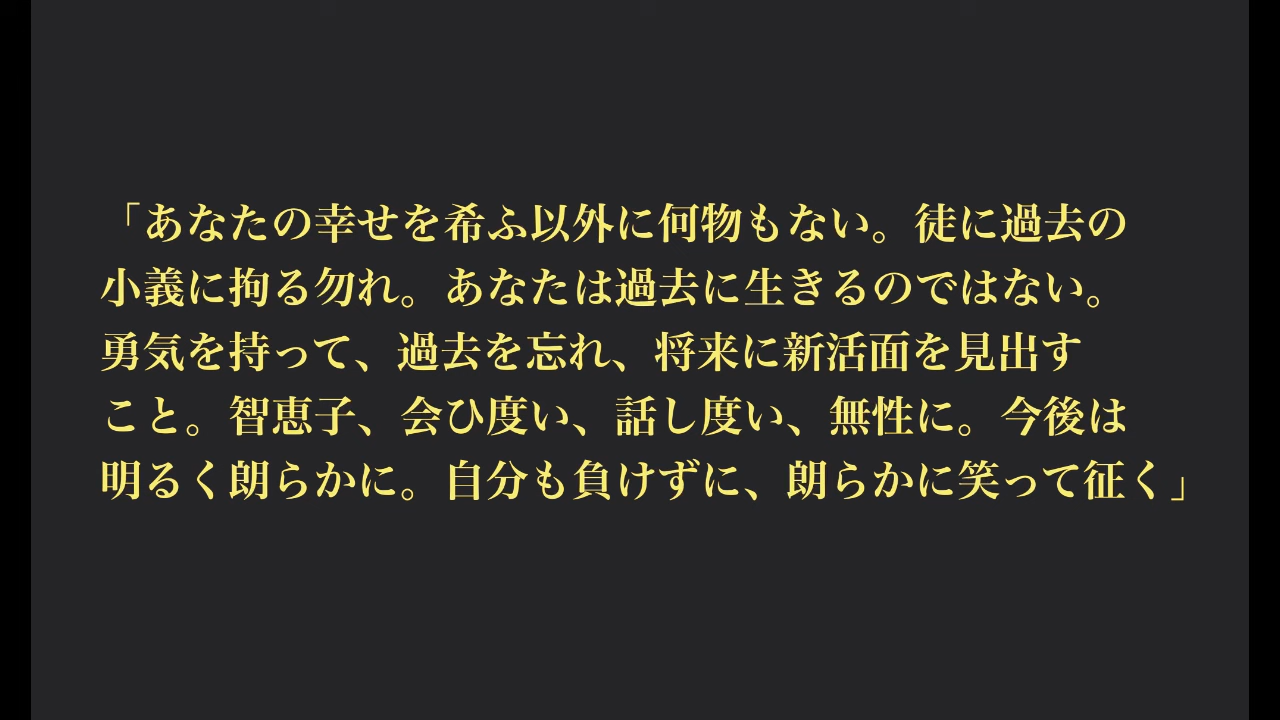 「あなたの幸せを希ふ以外に何物もない。徒に過去の
小義に拘る勿れ。あなたは過去に生きるのではない。
勇気を持って、過去を忘れ、将来に新活面を見出す
こと。智恵子、会ひ度い、話し度い、無性に。今後は
明るく朗らかに。自分も負けずに、朗らかに笑って征く」